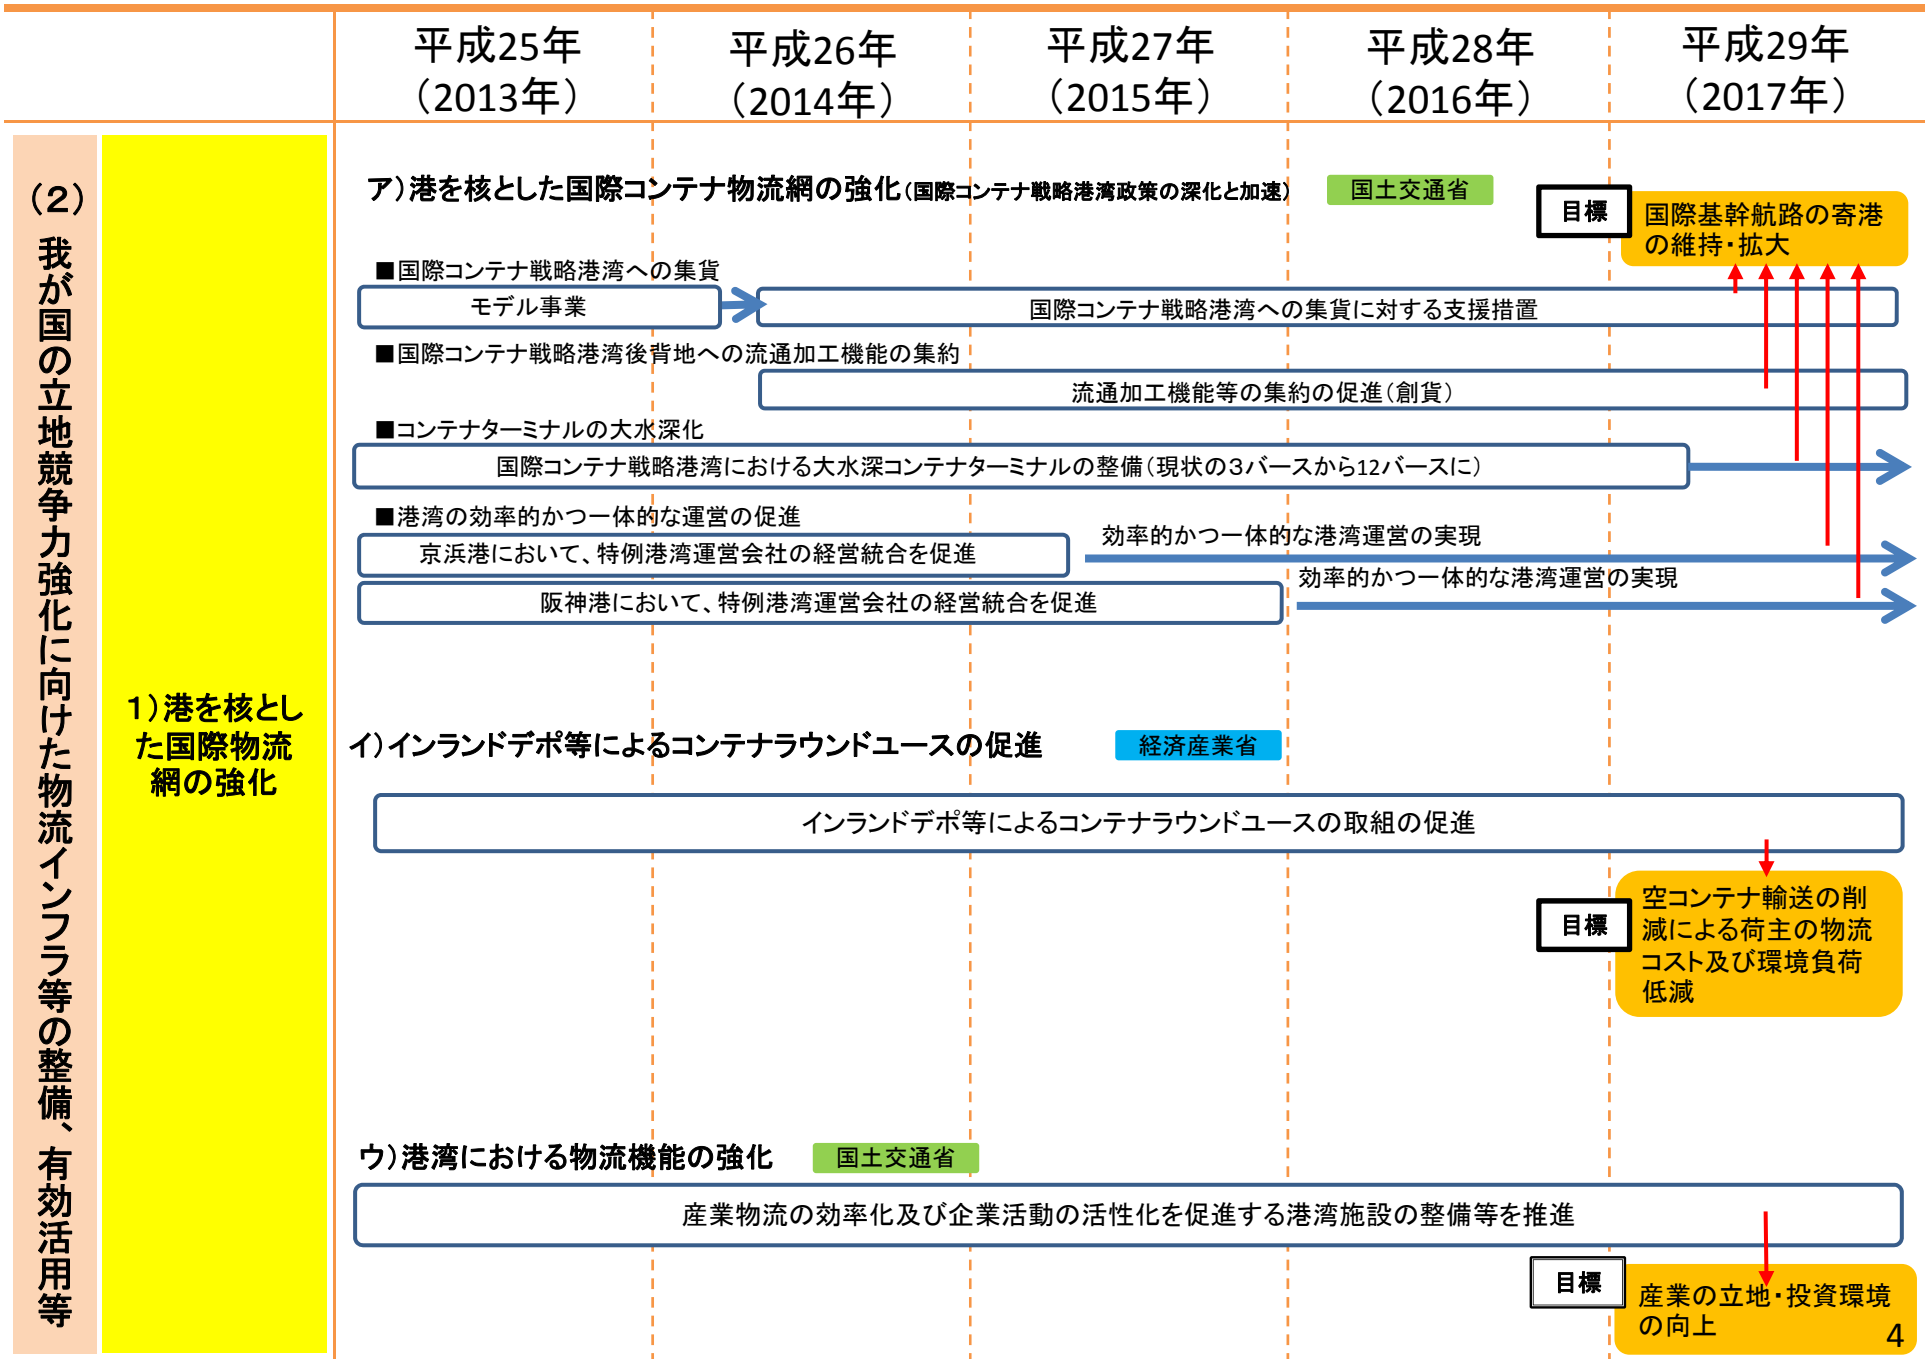 平成25年
（2013年）
平成26年
（2014年）
平成27年
（2015年）
平成28年
（2016年）
平成29年
（2017年）
(２) 我が国の立地競争力強化に向けた物流インフラ等の整備、有効活用等
１）港を核とし
た国際物流
網の強化
ア）港を核とした国際コンテナ物流網の強化（国際コンテナ戦略港湾政策の深化と加速）
国土交通省
目標
国際基幹航路の寄港
の維持・拡大
■国際コンテナ戦略港湾への集貨
モデル事業
国際コンテナ戦略港湾への集貨に対する支援措置
■国際コンテナ戦略港湾後背地への流通加工機能の集約
流通加工機能等の集約の促進（創貨）
■コンテナターミナルの大水深化
国際コンテナ戦略港湾における大水深コンテナターミナルの整備（現状の３バースから12バースに）
■港湾の効率的かつ一体的な運営の促進
京浜港において、特例港湾運営会社の経営統合を促進
効率的かつ一体的な港湾運営の実現
阪神港において、特例港湾運営会社の経営統合を促進
効率的かつ一体的な港湾運営の実現
イ）インランドデポ等によるコンテナラウンドユースの促進
経済産業省
インランドデポ等によるコンテナラウンドユースの取組の促進
目標
空コンテナ輸送の削
減による荷主の物流
コスト及び環境負荷
低減
ウ）港湾における物流機能の強化
国土交通省
産業物流の効率化及び企業活動の活性化を促進する港湾施設の整備等を推進
目標
産業の立地・投資環境
の向上
4